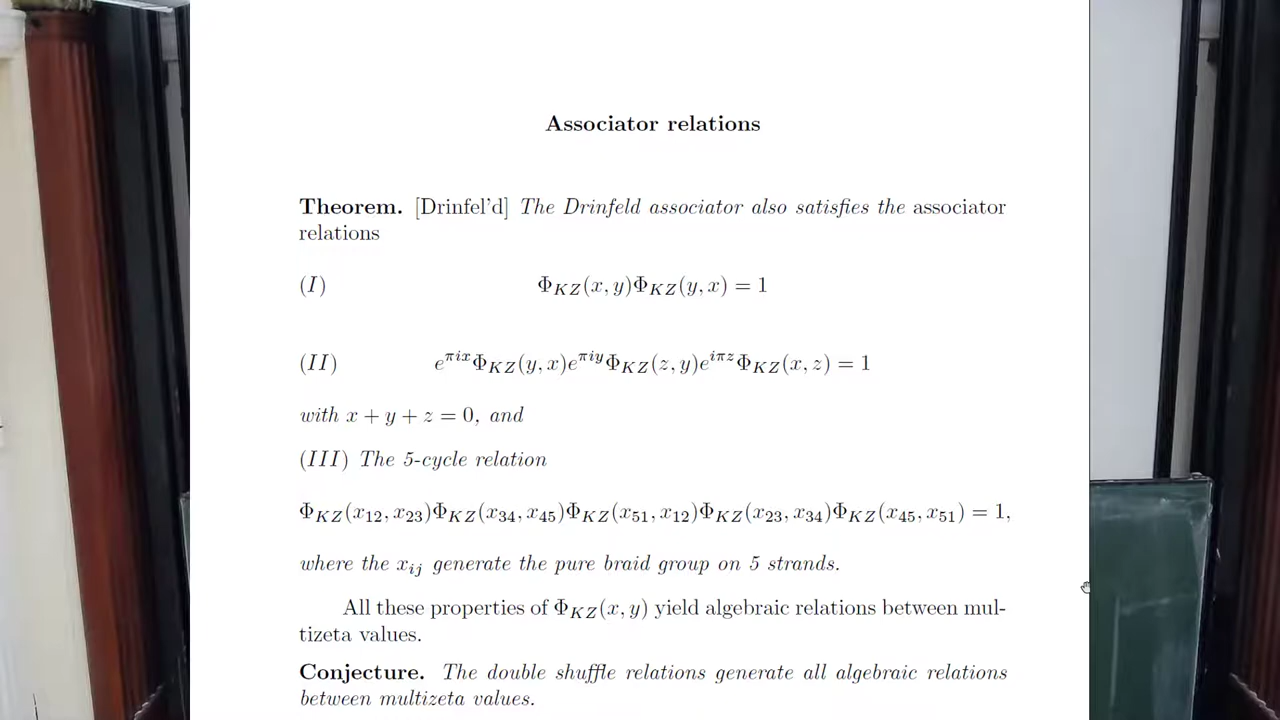 Associator relations
Theorem. [Drinfel'd] The Drinfeld associator also satisfies the associator
relations
(I) Φ_{KZ}(x, y)Φ_{KZ}(y, x) = 1
(II) e^{πix}Φ_{KZ}(y, x)e^{πiy}Φ_{KZ}(z, y)e^{iπz}Φ_{KZ}(x, z) = 1
with x + y + z = 0, and
(III) The 5-cycle relation
Φ_{KZ}(x_{12}, x_{23})Φ_{KZ}(x_{34}, x_{45})Φ_{KZ}(x_{51}, x_{12})Φ_{KZ}(x_{23}, x_{34})Φ_{KZ}(x_{45}, x_{51}) = 1,
where the x_{ij} generate the pure braid group on 5 strands.
All these properties of Φ_{KZ}(x, y) yield algebraic relations between mul-
tizeta values.
Conjecture. The double shuffle relations generate all algebraic relations
between multizeta values.